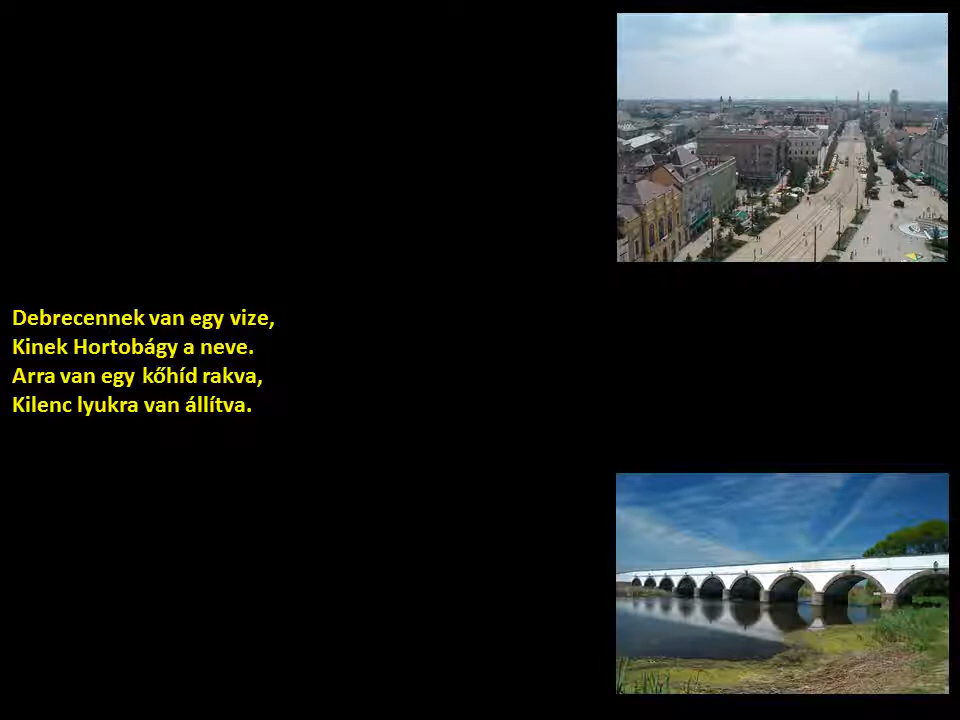 Debrecennek van egy vize,
Kinek Hortobágy a neve.
Arra van egy kőhíd rakva,
Kilenc lyukra van állítva.